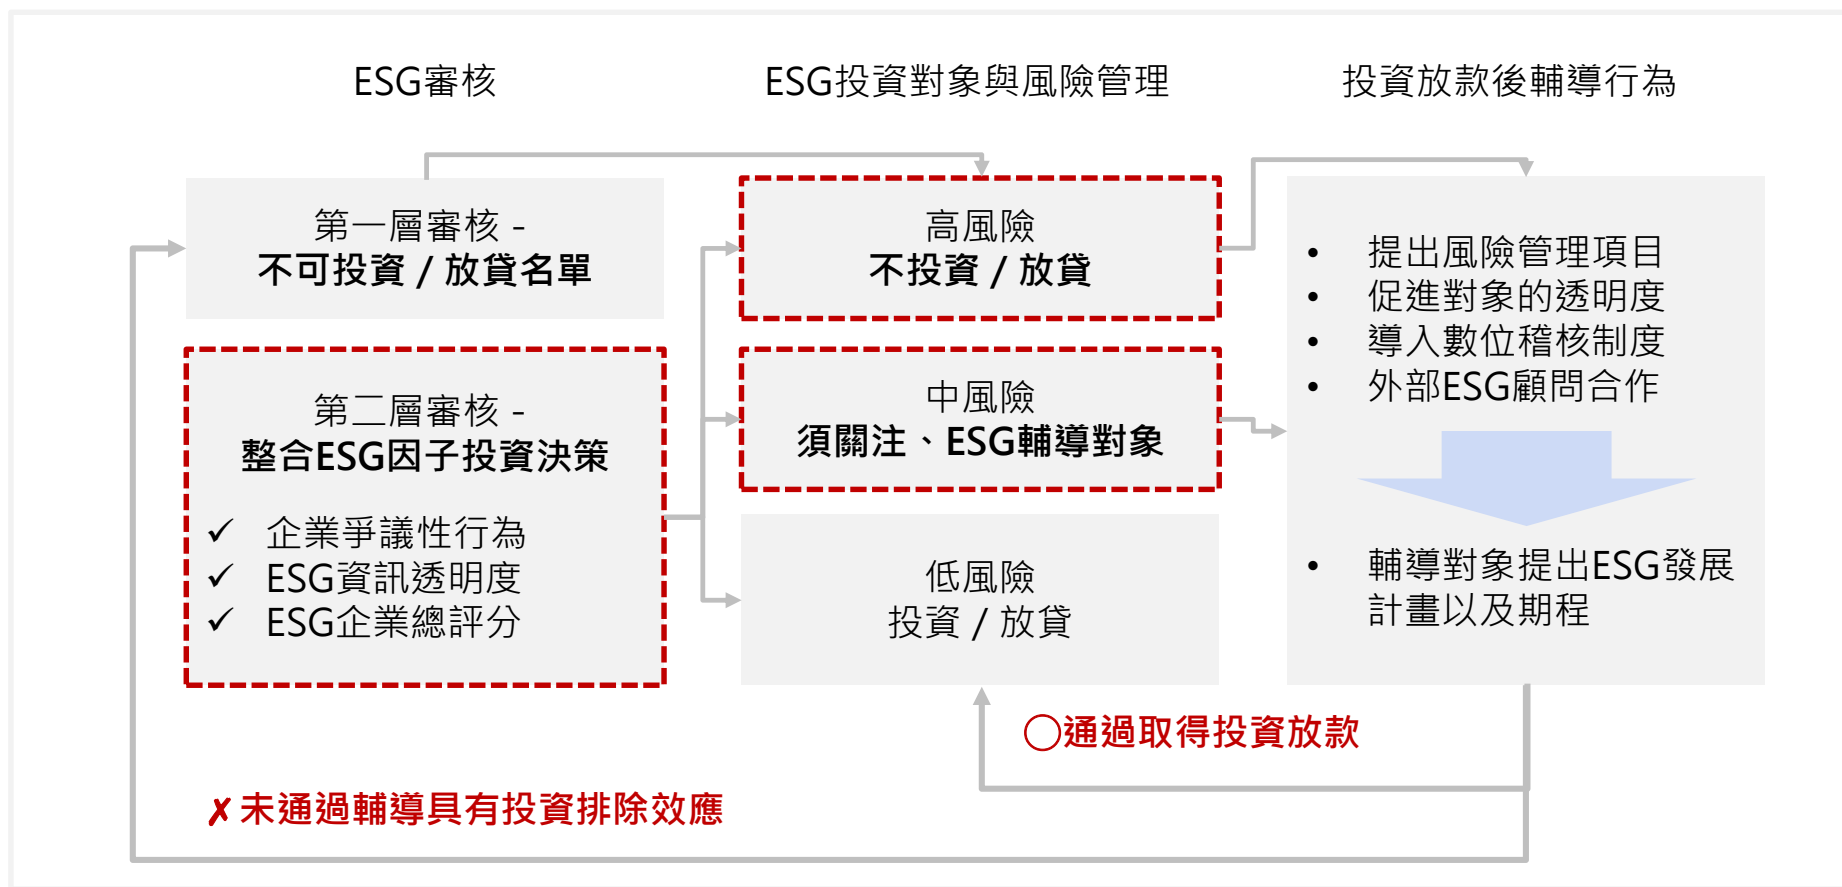 ESG審核
ESG投資對象與風險管理
投資放款後輔導行為
第一層審核 -
不可投資 / 放貸名單
第二層審核 -
整合ESG因子投資決策
✓ 企業爭議性行為
✓ ESG資訊透明度
✓ ESG企業總評分
高風險
不投資 / 放貸
中風險
須關注、ESG輔導對象
低風險
投資 / 放貸
• 提出風險管理項目
• 促進對象的透明度
• 導入數位稽核制度
• 外部ESG顧問合作
• 輔導對象提出ESG發展
計畫以及期程
◯通過取得投資放款
✗ 未通過輔導具有投資排除效應